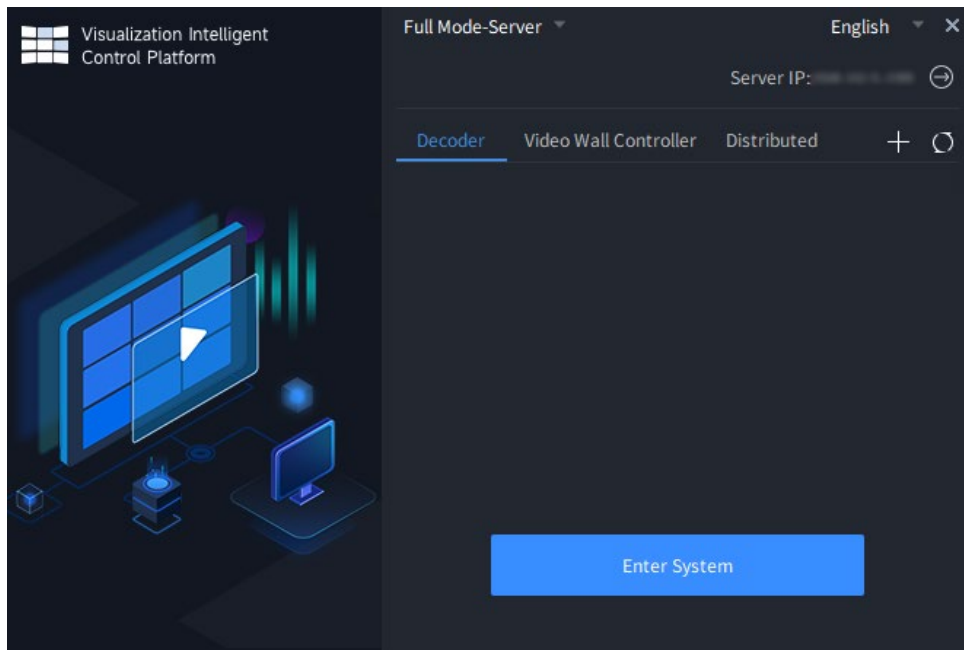 Visualization Intelligent
Control Platform
Full Mode-Server
English
Server IP:
Decoder
Video Wall Controller
Distributed
Enter System